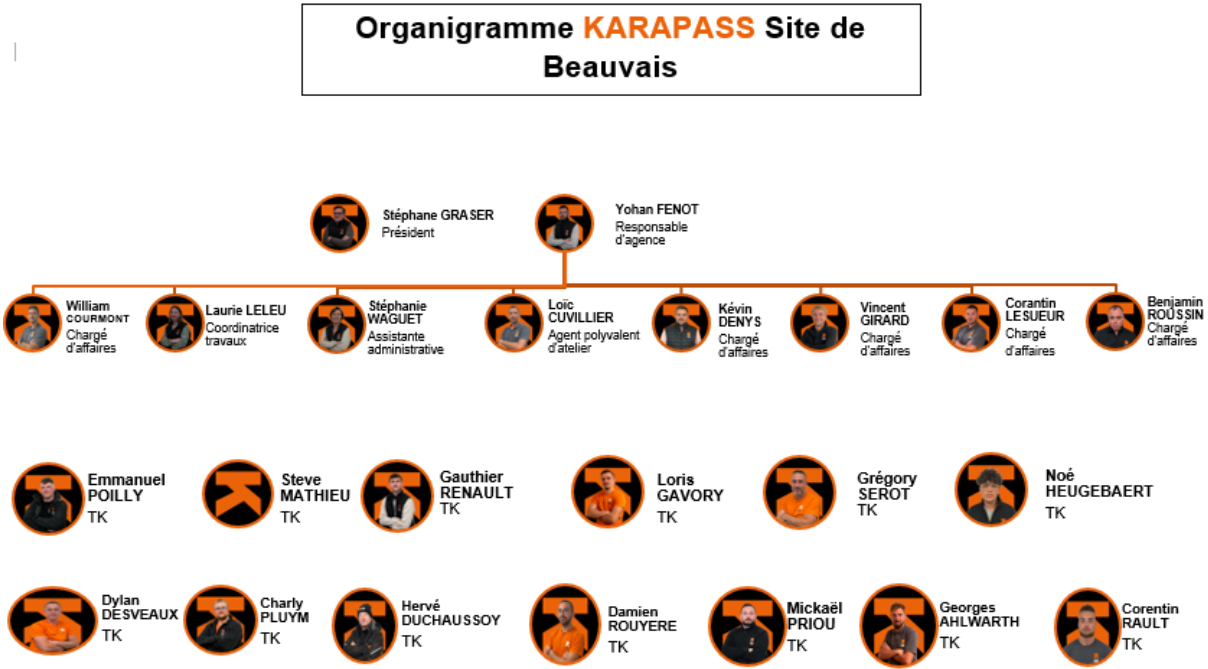 Organigramme KARAPASS Site de
Beauvais
Stéphane GRASER
Président
Yohan FENOT
Responsable
d'agence
William
COURMONT
Chargé
d'affaires
Laurie LELEU
Coordinatrice
travaux
Stéphanie
WAGUET
Assistante
administrative
Loïc
CUVILLIER
Agent polyvalent
d'atelier
Kévin
DENYS
Chargé
d'affaires
Vincent
GIRARD
Chargé
d'affaires
Corantin
LESUEUR
Chargé
d'affaires
Benjamin
ROUSSIN
Chargé
d'affaires
Emmanuel
POILLY
TK
Steve
MATHIEU
TK
Gauthier
RENAULT
TK
Loris
GAVORY
TK
Grégory
SEROT
TK
Noé
HEUGEBAERT
TK
Dylan
DESVEAUX
TK
Charly
PLUYM
TK
Hervé
DUCHAUSSOY
TK
Damien
ROUYERE
TK
Mickaël
PRIOU
TK
Georges
AHLWARTH
TK
Corentin
RAULT
TK